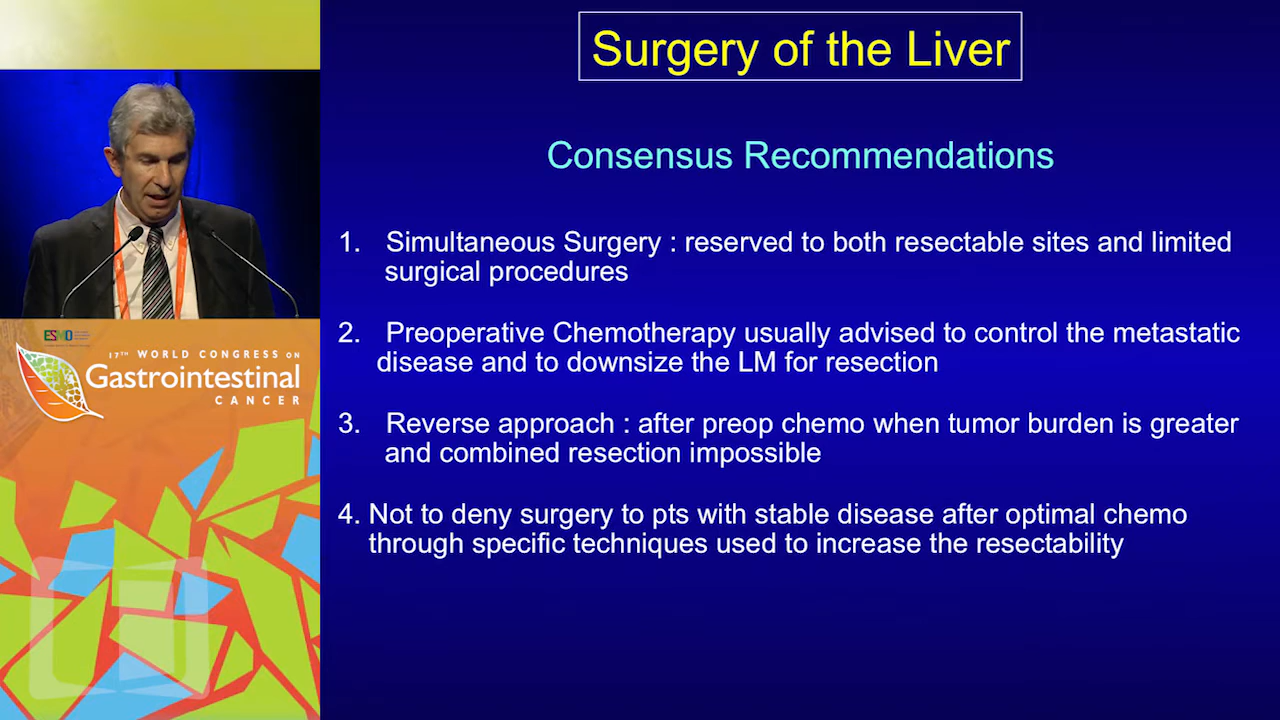 Surgery of the Liver
Consensus Recommendations
1. Simultaneous Surgery : reserved to both resectable sites and limited
surgical procedures
2. Preoperative Chemotherapy usually advised to control the metastatic
disease and to downsize the LM for resection
3. Reverse approach : after preop chemo when tumor burden is greater
and combined resection impossible
4. Not to deny surgery to pts with stable disease after optimal chemo
through specific techniques used to increase the resectability
ESMO
17TH WORLD CONGRESS ON
Gastrointestinal
CANCER